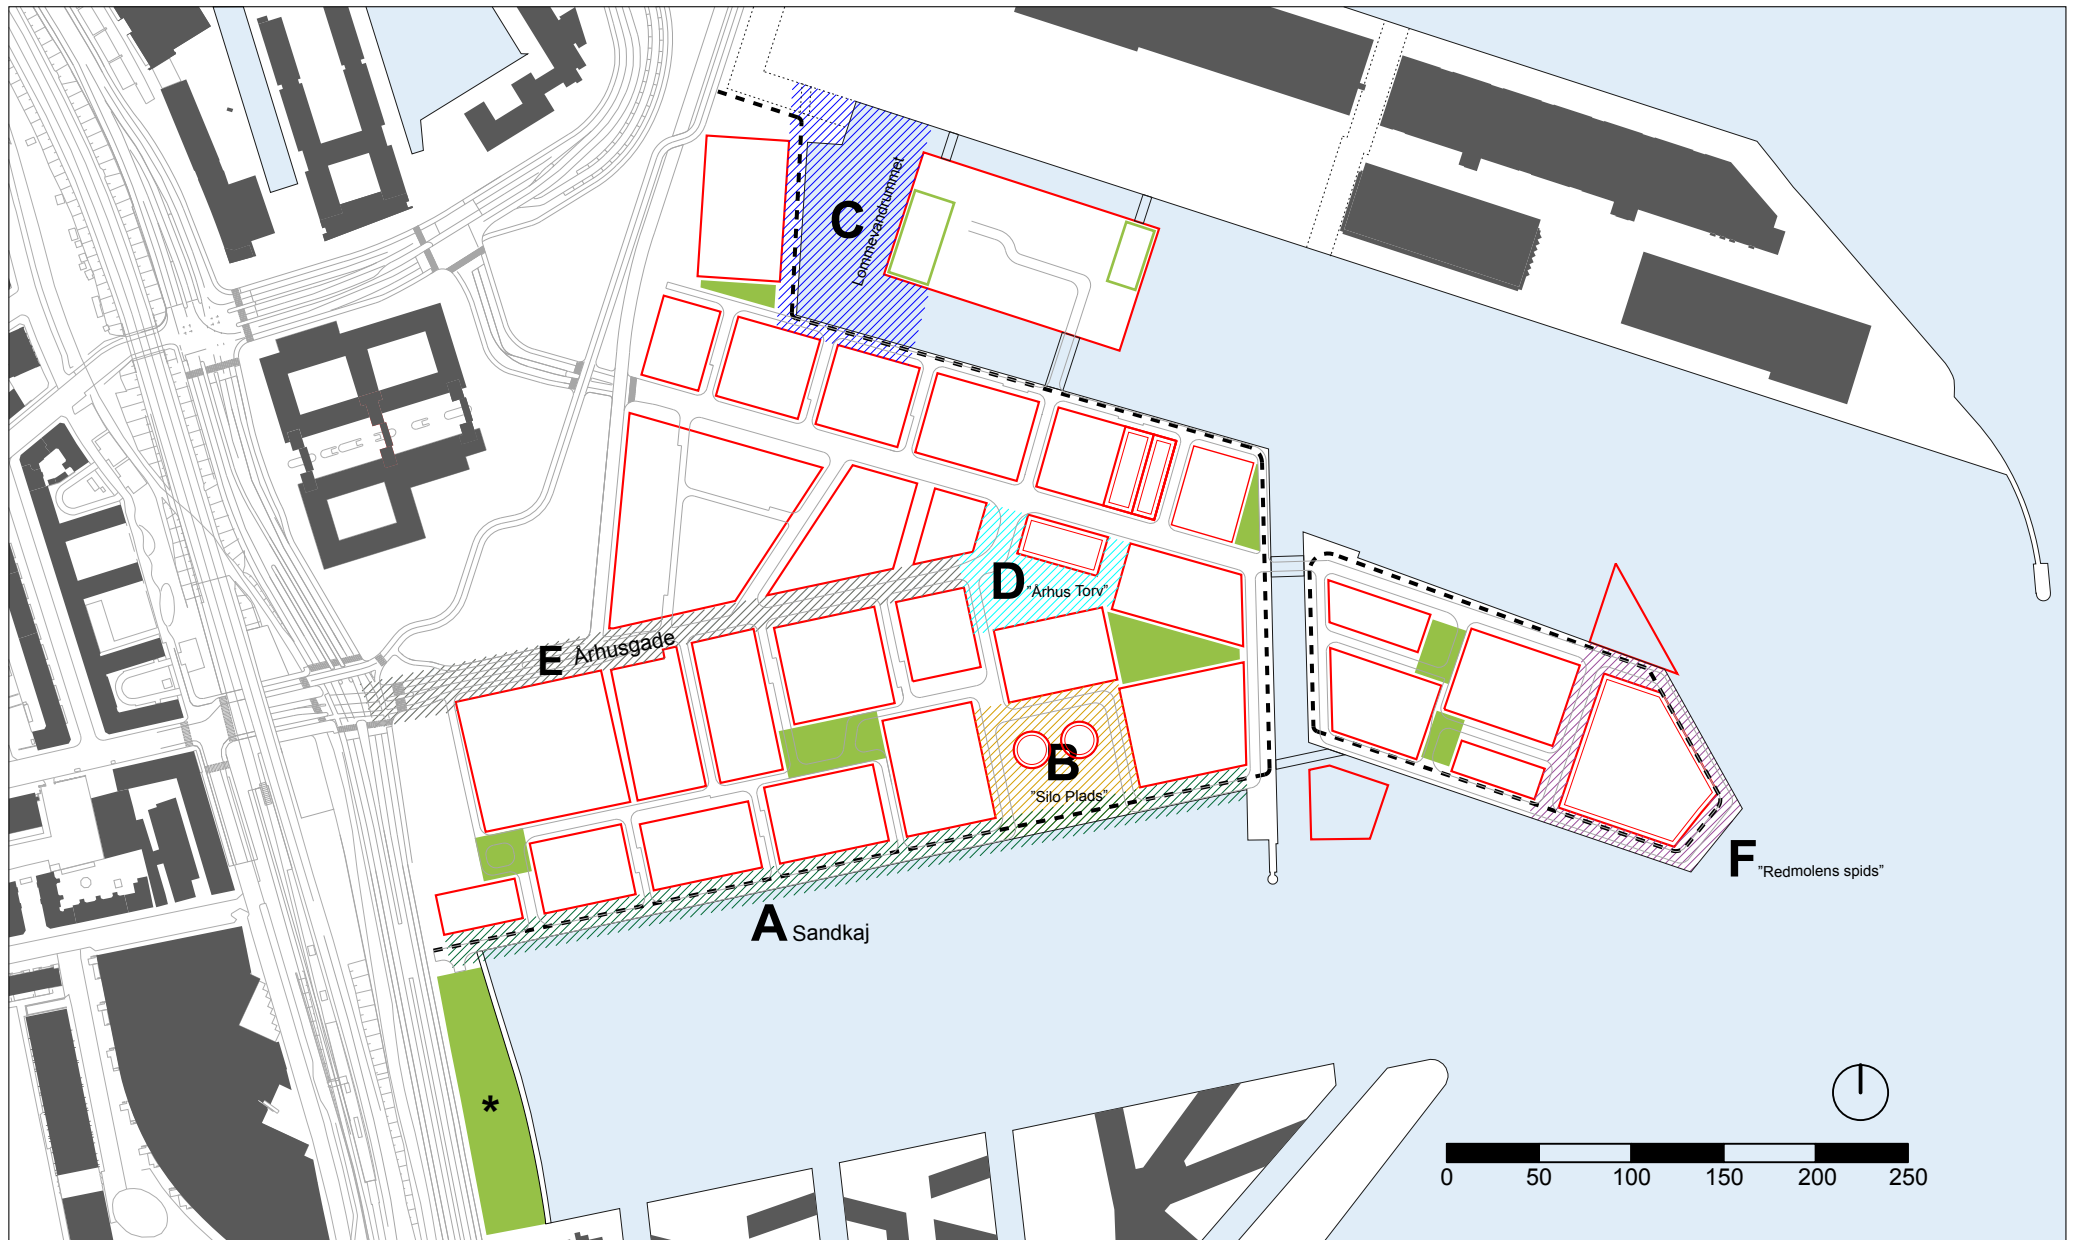 C
Lommevandrummet
D "Århus Torv"
E Århusgade
B
"Silo Plads"
F "Redmolens spids"
A Sandkaj
*
0 50 100 150 200 250